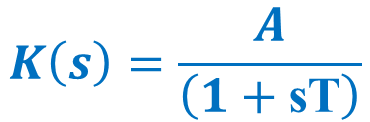 K(s) = A / (1 + sT)